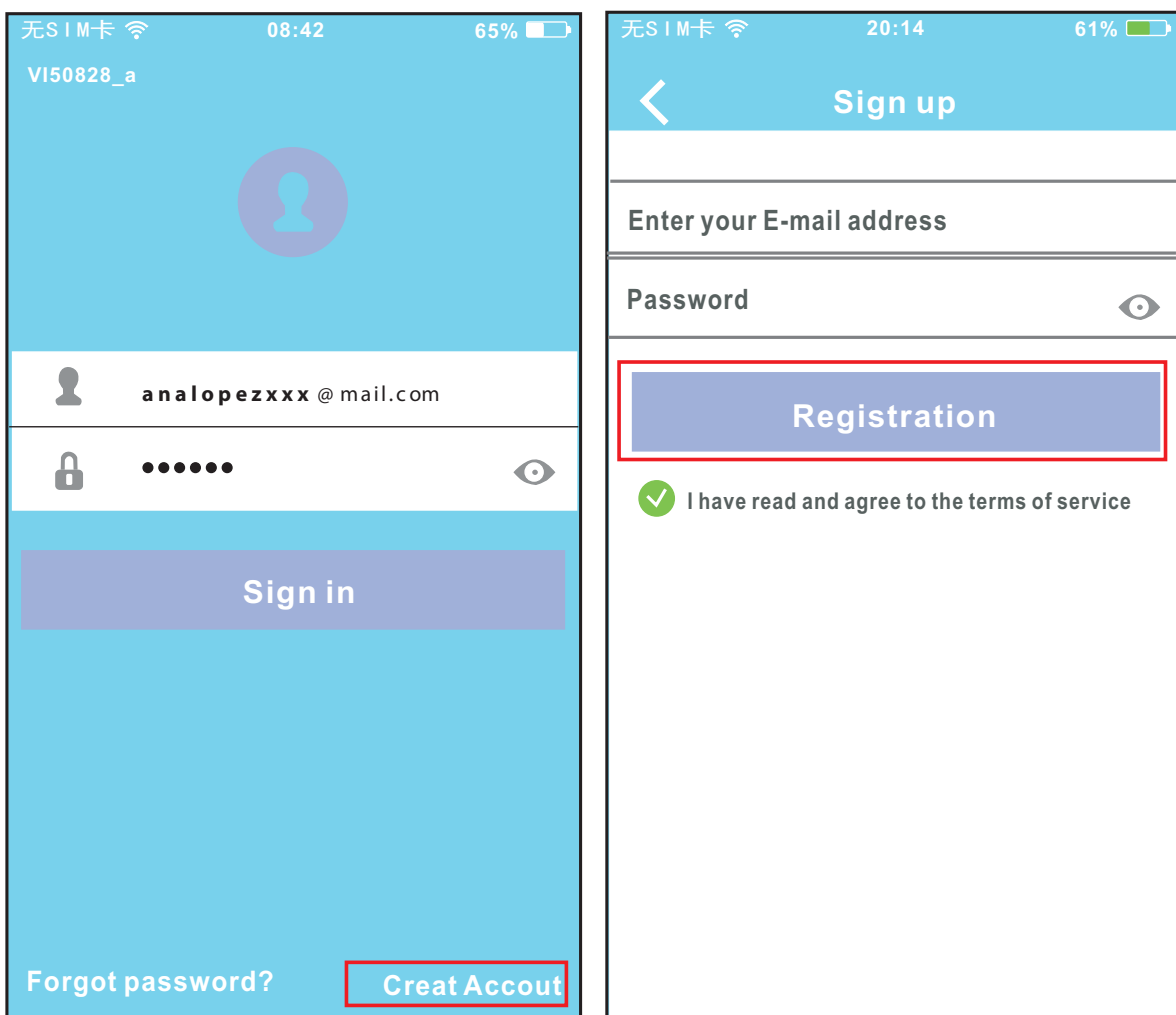 无SIM卡 08:42 65%
VI50828_a
analopezxxx@mail.com
••••••
Sign in
Forgot password?
Creat Accout
无SIM卡 20:14 61%
Sign up
Enter your E-mail address
Password
Registration
I have read and agree to the terms of service